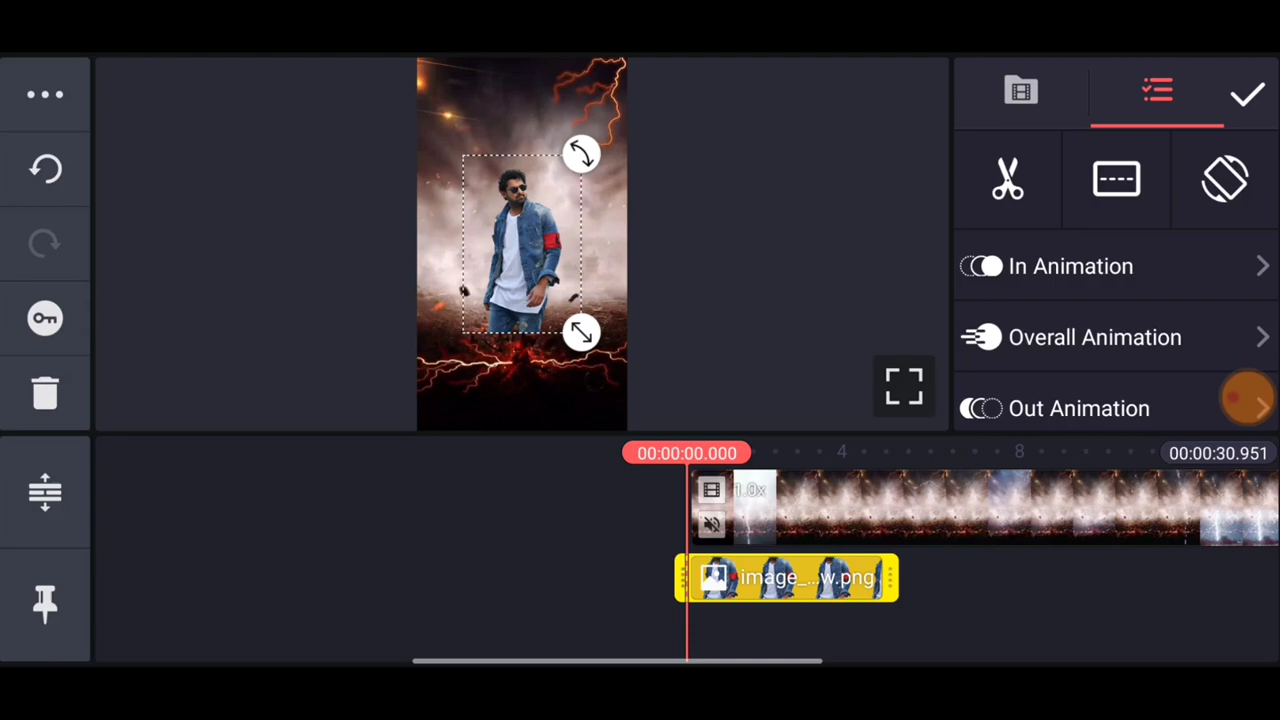 In Animation
Overall Animation
Out Animation
00:00:00.000
4
8
00:00:30.951
1.0x
image_...w.png